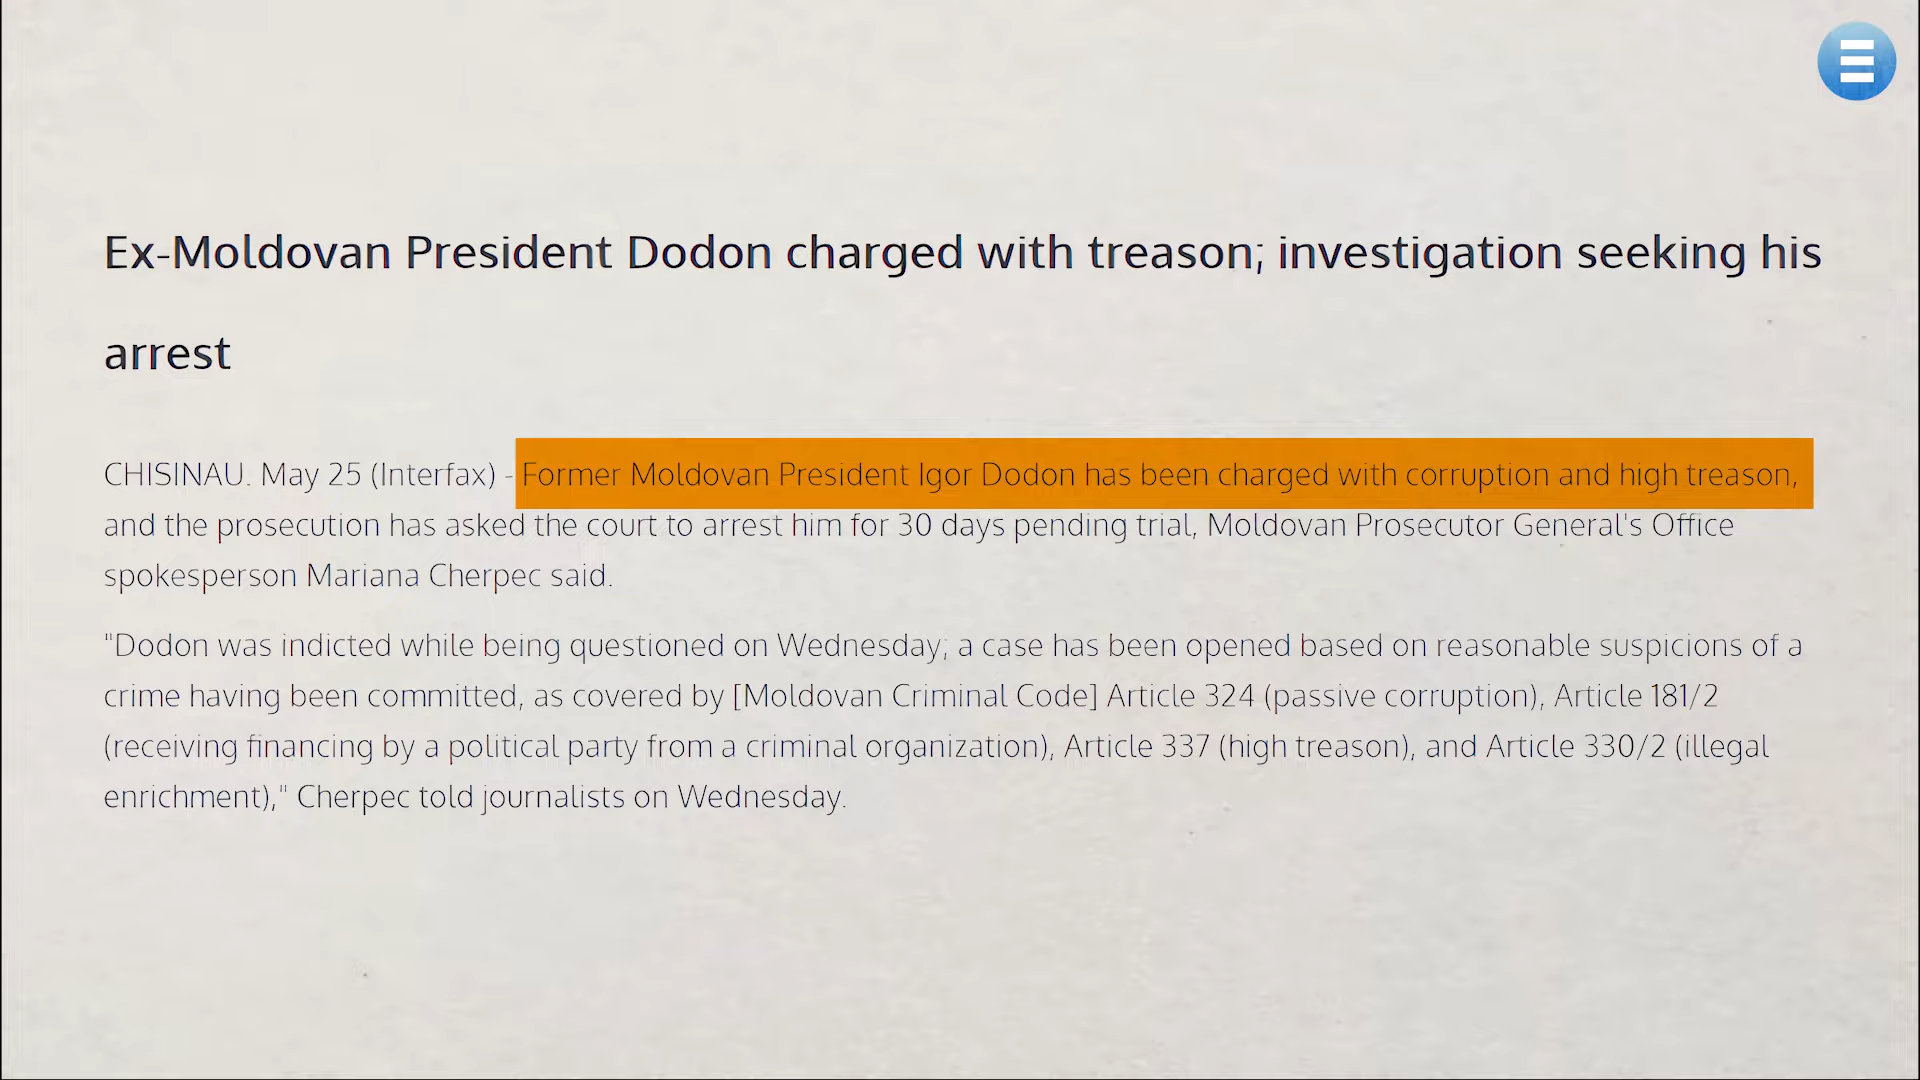 Ex-Moldovan President Dodon charged with treason; investigation seeking his
arrest
CHISINAU. May 25 (Interfax) - Former Moldovan President Igor Dodon has been charged with corruption and high treason,
and the prosecution has asked the court to arrest him for 30 days pending trial, Moldovan Prosecutor General's Office
spokesperson Mariana Cherpec said.
"Dodon was indicted while being questioned on Wednesday; a case has been opened based on reasonable suspicions of a
crime having been committed, as covered by [Moldovan Criminal Code] Article 324 (passive corruption), Article 181/2
(receiving financing by a political party from a criminal organization), Article 337 (high treason), and Article 330/2 (illegal
enrichment)," Cherpec told journalists on Wednesday.